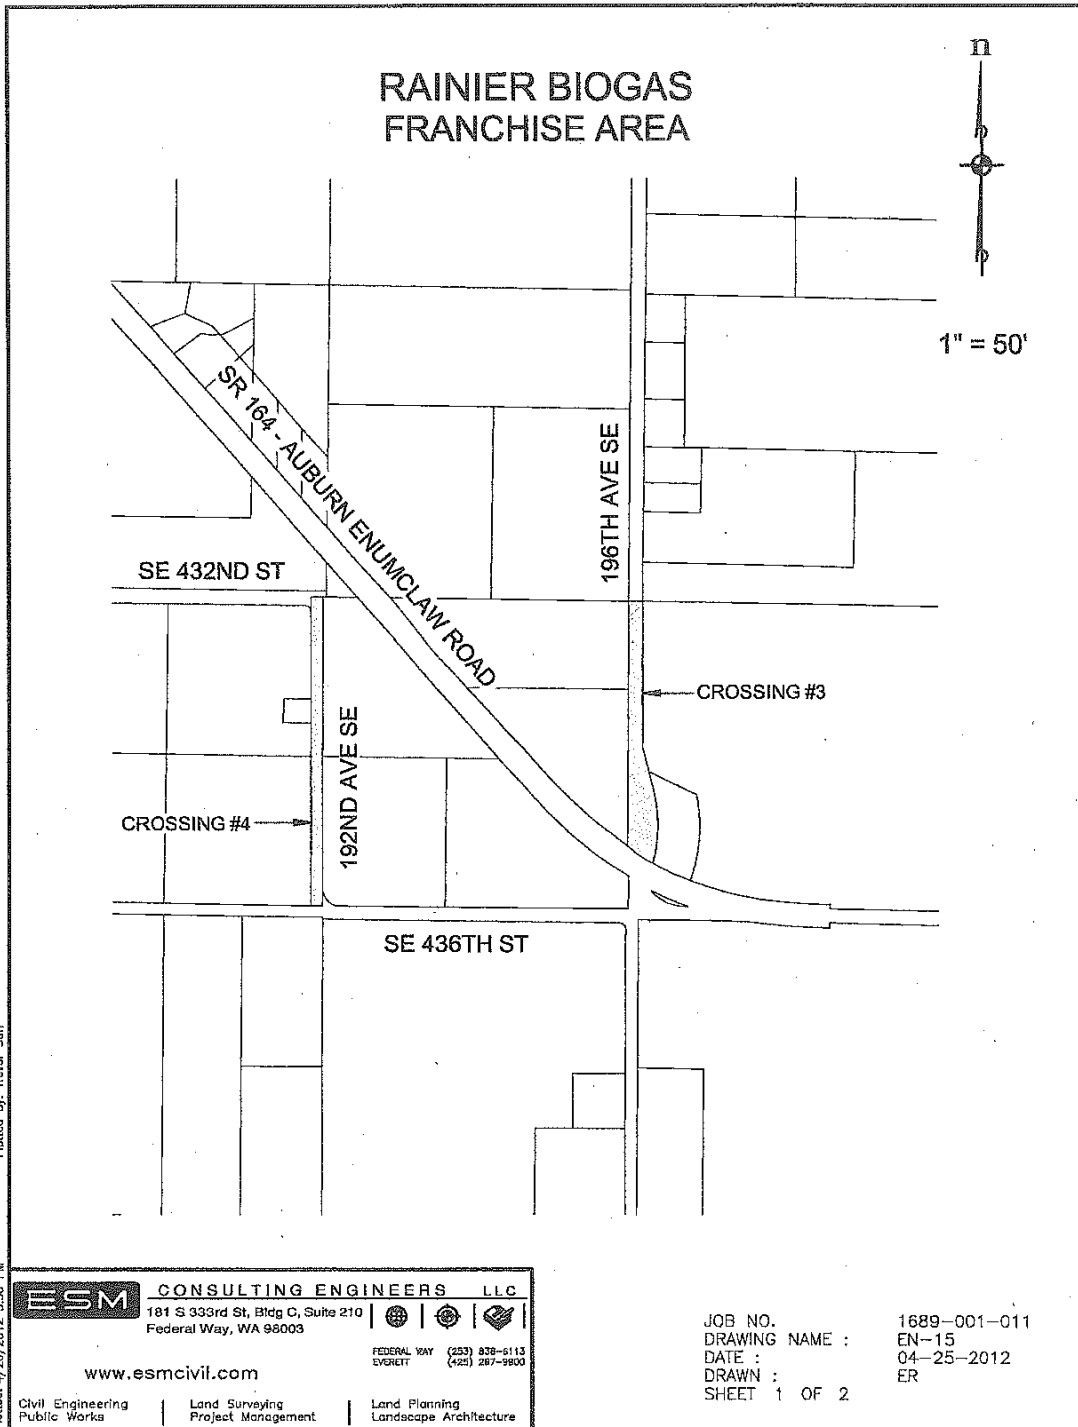 RAINIER BIOGAS
FRANCHISE AREA
n
1" = 50'
SR 164 - AUBURN ENUMCLAW ROAD
196TH AVE SE
SE 432ND ST
CROSSING #3
192ND AVE SE
CROSSING #4
SE 436TH ST
ESM
CONSULTING ENGINEERS LLC
181 S 333rd St, Bldg C, Suite 210
Federal Way, WA 98003
FEDERAL WAY (253) 838-6113
EVERETT (425) 297-9900
www.esmcivil.com
Civil Engineering
Public Works
Land Surveying
Project Management
Land Planning
Landscape Architecture
JOB NO. 1689-001-011
DRAWING NAME : EN-15
DATE : 04-25-2012
DRAWN : ER
SHEET 1 OF 2